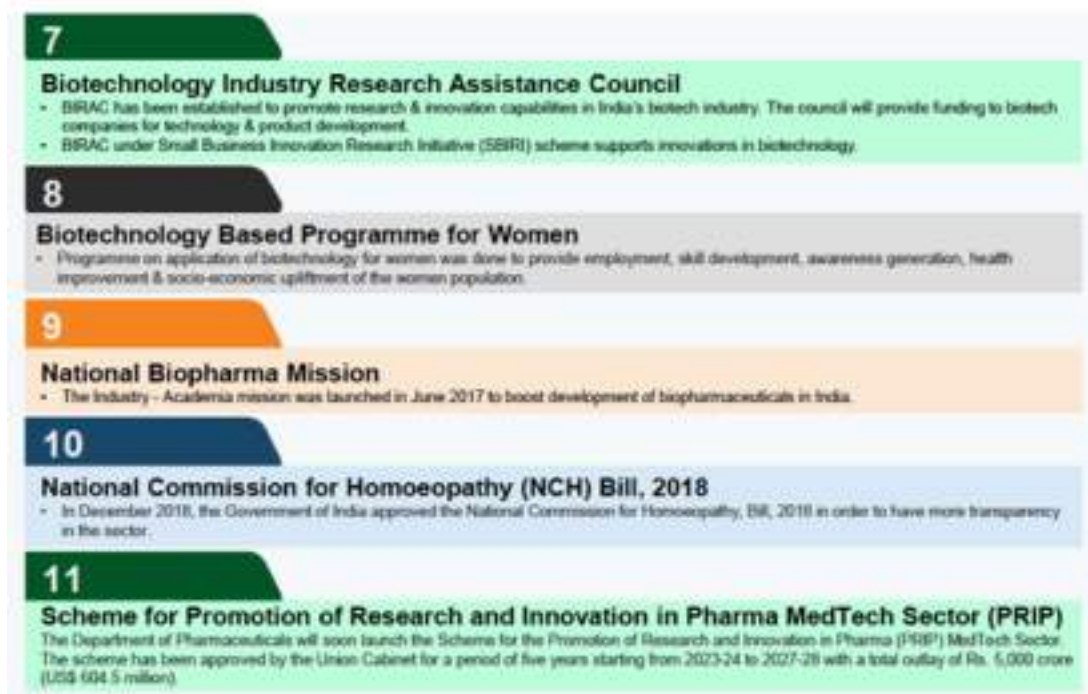 7
Biotechnology Industry Research Assistance Council
• BIRAC has been established to promote research & innovation capabilities in India's biotech industry. The council will provide funding to biotech
companies for technology & product development.
• BIRAC under Small Business Innovation Research Initiative (SBIRI) scheme supports innovations in biotechnology.
8
Biotechnology Based Programme for Women
• Programme on application of biotechnology for women was done to provide employment, skill development, awareness generation, health
improvement & socio-economic upliftment of the women population.
9
National Biopharma Mission
• The Industry - Academia mission was launched in June 2017 to boost development of biopharmaceuticals in India.
10
National Commission for Homoeopathy (NCH) Bill, 2018
• In December 2018, the Government of India approved the National Commission for Homoeopathy, Bill, 2018 in order to have more transparency
in the sector.
11
Scheme for Promotion of Research and Innovation in Pharma MedTech Sector (PRIP)
The Department of Pharmaceuticals will soon launch the Scheme for the Promotion of Research and Innovation in Pharma (PRIP) MedTech Sector.
The scheme has been approved by the Union Cabinet for a period of five years starting from 2023-24 to 2027-28 with a total outlay of Rs. 5,000 crore
(US$ 604.5 million).